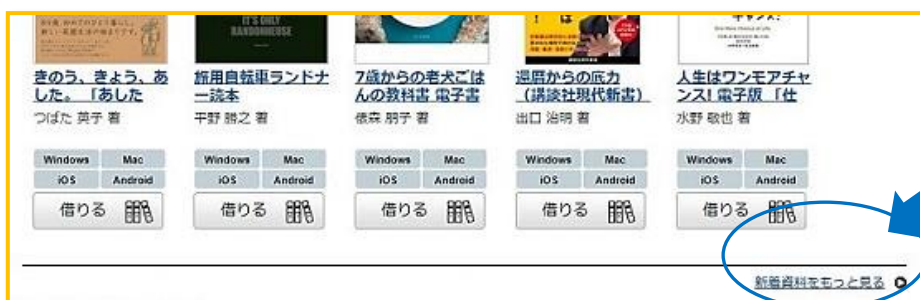 IT'S ONLY
RANDONNEUSE
は
きのう、きょう、あ
した。 「あした
つばた 英子 著
旅用自転車ランドナ
ー読本
平野 勝之 著
7歳からの老犬ごは
んの教科書 電子書
俵森 朋子 著
還暦からの底力
(講談社現代新書)
出口 治明 著
人生はワンモアチャ
ンス! 電子版 「仕
水野 敬也 著
Windows Mac
iOS Android
借りる
Windows Mac
iOS Android
借りる
Windows Mac
iOS Android
借りる
Windows Mac
iOS Android
借りる
Windows Mac
iOS Android
借りる
新着資料をもっと見る